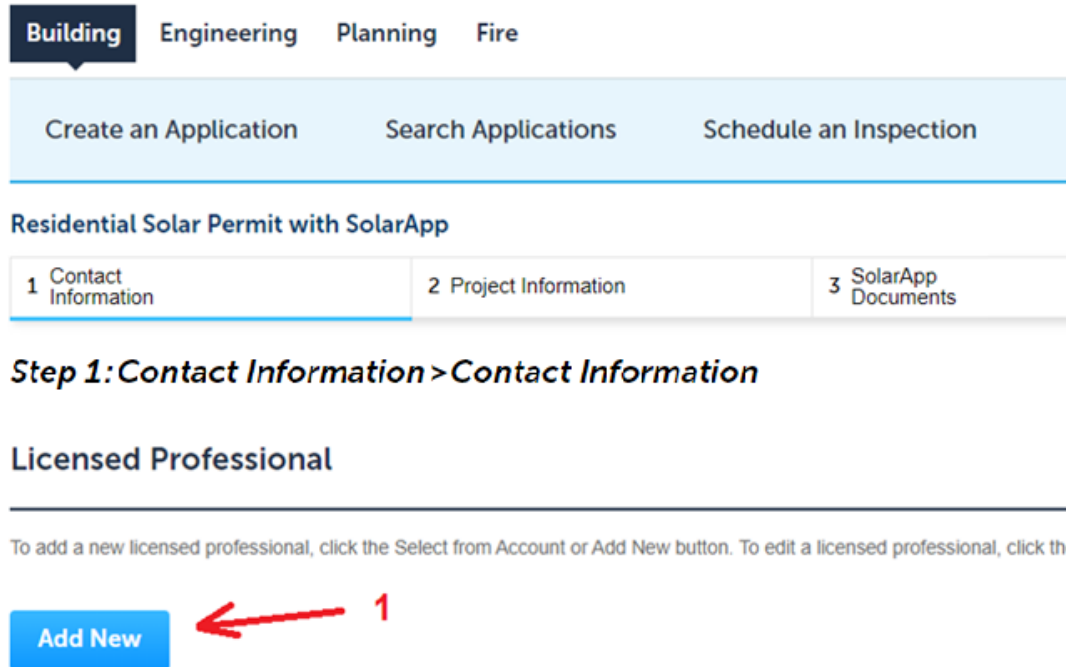 Building Engineering Planning Fire
Create an Application Search Applications Schedule an Inspection
Residential Solar Permit with SolarApp
1 Contact Information 2 Project Information 3 SolarApp Documents
Step 1: Contact Information > Contact Information
Licensed Professional
To add a new licensed professional, click the Select from Account or Add New button. To edit a licensed professional, click th
Add New 1